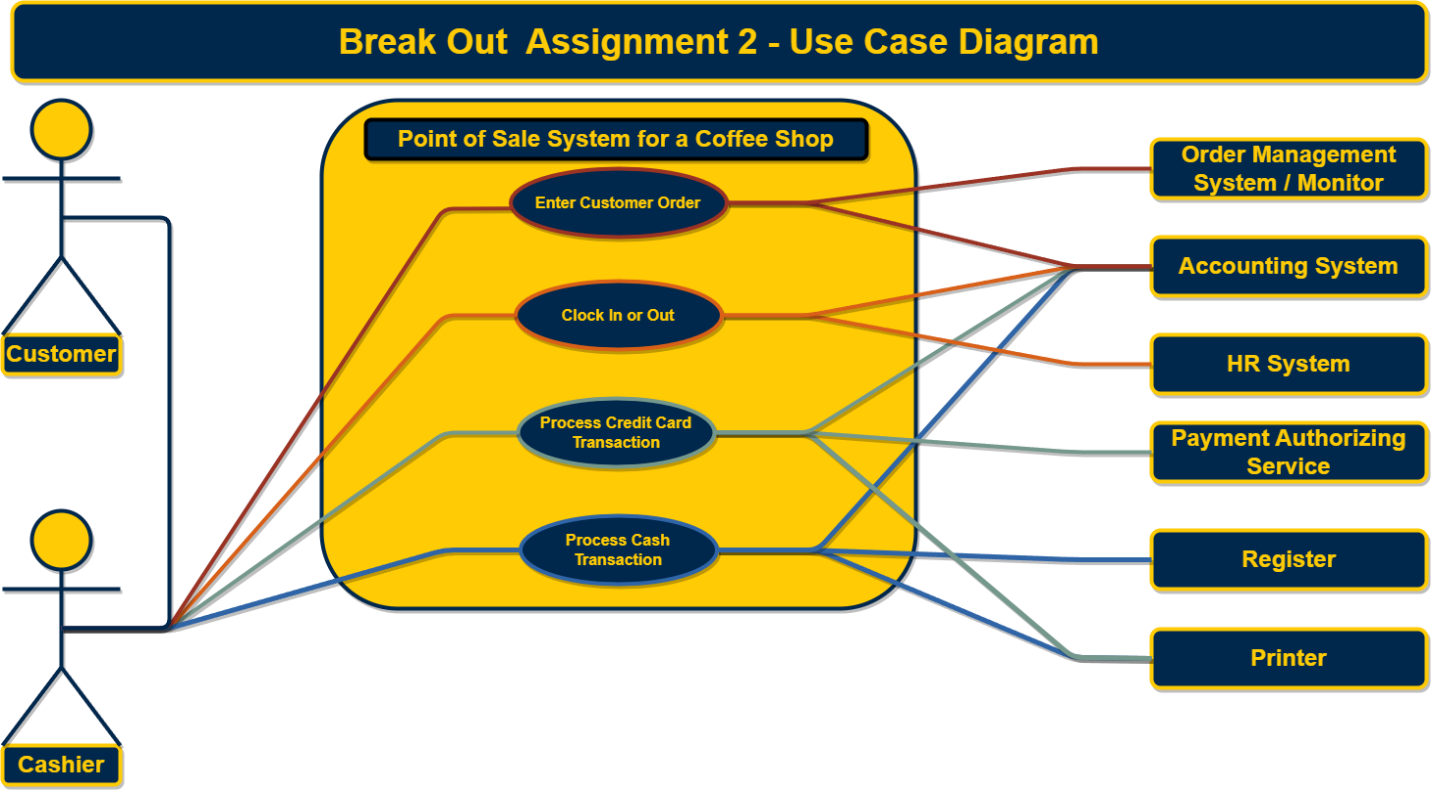 Break Out  Assignment 2 - Use Case Diagram
Point of Sale System for a Coffee Shop
Enter Customer Order
Clock In or Out
Process Credit Card
Transaction
Process Cash
Transaction
Customer
Cashier
Order Management
System / Monitor
Accounting System
HR System
Payment Authorizing
Service
Register
Printer